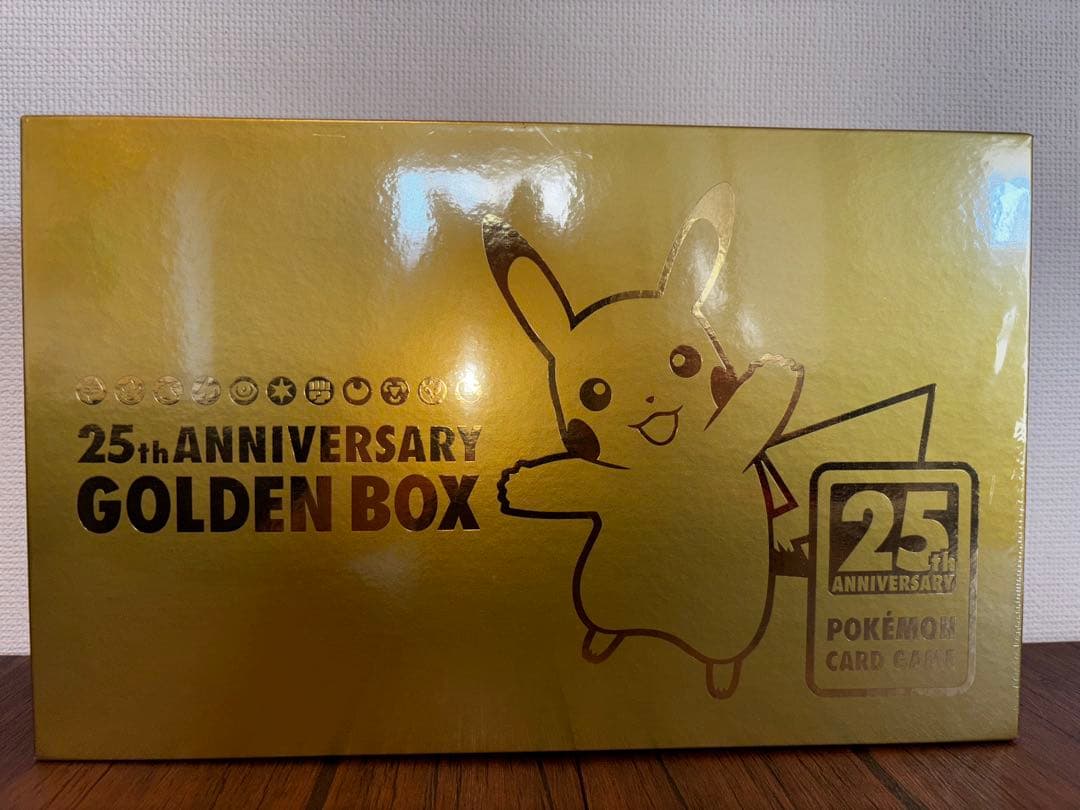 25th ANNIVERSARY
GOLDEN BOX
25th
ANNIVERSARY
POKÉMON
CARD GAME